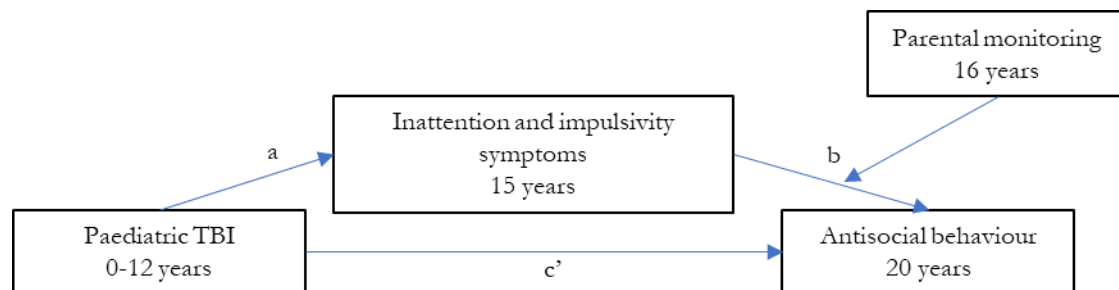 Parental monitoring
16 years
Inattention and impulsivity
symptoms
15 years
a
b
Paediatric TBI
0-12 years
c’
Antisocial behaviour
20 years